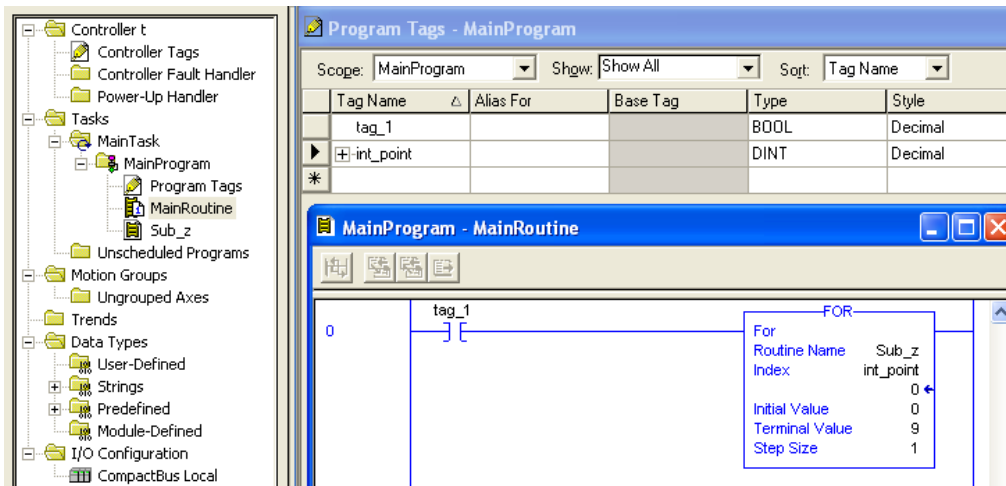 Controller t
Controller Tags
Controller Fault Handler
Power-Up Handler
Tasks
MainTask
MainProgram
Program Tags
MainRoutine
Sub_z
Unscheduled Programs
Motion Groups
Ungrouped Axes
Trends
Data Types
User-Defined
Strings
Predefined
Module-Defined
I/O Configuration
CompactBus Local
Program Tags - MainProgram
Scope: MainProgram Show: Show All Sort: Tag Name
Tag Name Alias For Base Tag Type Style
tag_1 BOOL Decimal
int_point DINT Decimal
MainProgram - MainRoutine
0
tag_1
FOR
For
Routine Name Sub_z
Index int_point
0
Initial Value 0
Terminal Value 9
Step Size 1